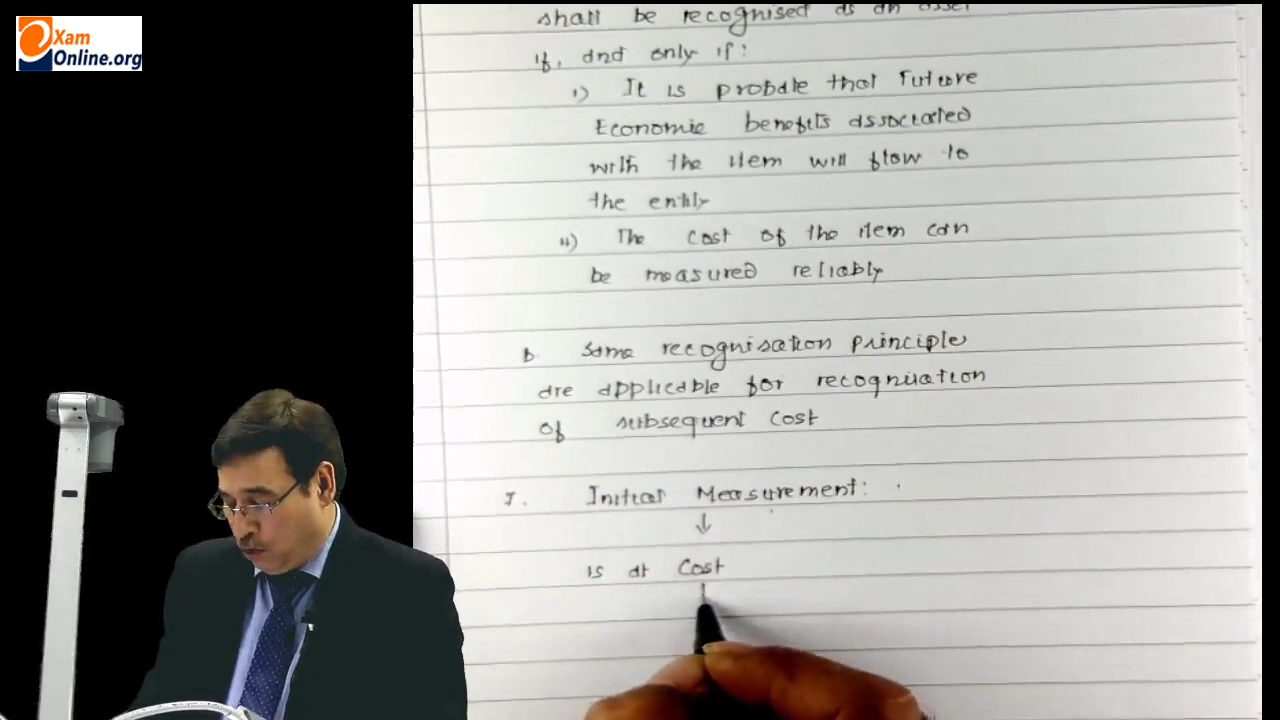 Xam
Online.org
shall be recognised as an asset
if, and only if:
i) It is probale that Future
Economic benefits associated
with the item will flow to
the entity
ii) The cost of the item can
be measured reliably
b. Same recognisation principle
are applicable for recognisation
of subsequent cost
Initial Measurement:
↓
is at Cost